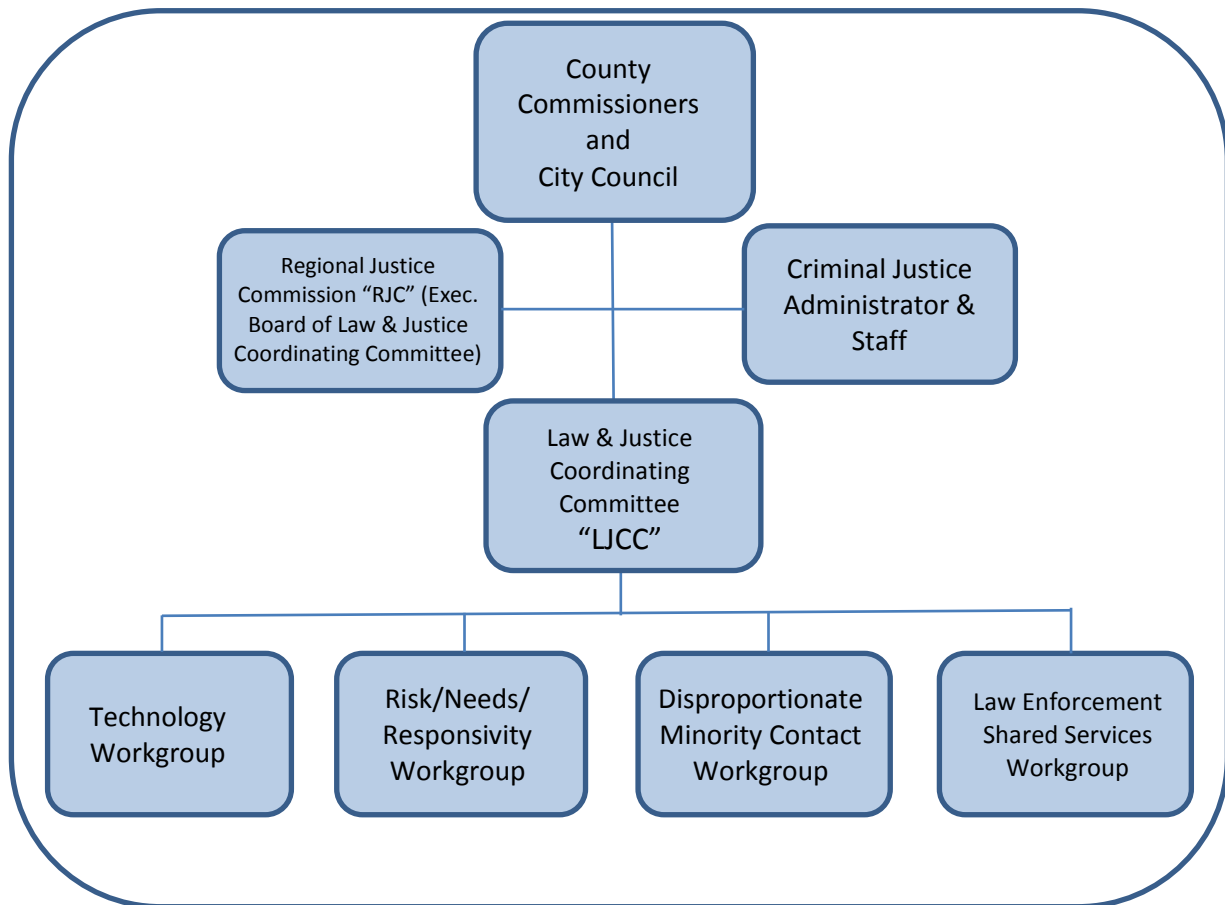 County
Commissioners
and
City Council
Regional Justice
Commission “RJC” (Exec.
Board of Law & Justice
Coordinating Committee)
Criminal Justice
Administrator &
Staff
Law & Justice
Coordinating
Committee
“LJCC”
Technology
Workgroup
Risk/Needs/
Responsivity
Workgroup
Disproportionate
Minority Contact
Workgroup
Law Enforcement
Shared Services
Workgroup